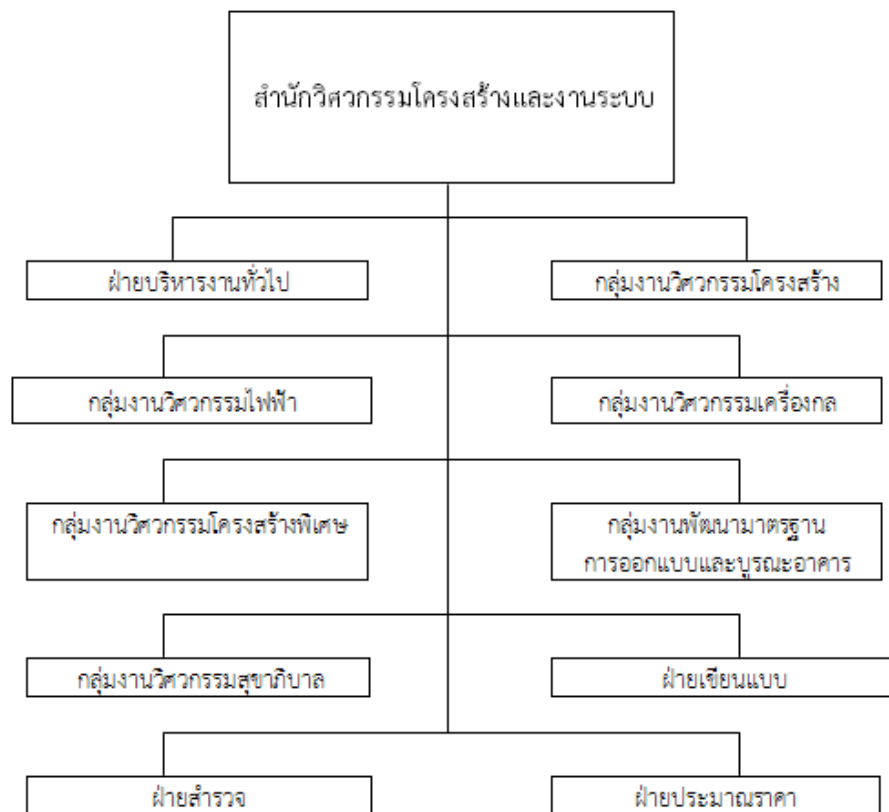 สำนักวิศวกรรมโครงสร้างและงานระบบ
ฝ่ายบริหารงานทั่วไป
กลุ่มงานวิศวกรรมโครงสร้าง
กลุ่มงานวิศวกรรมไฟฟ้า
กลุ่มงานวิศวกรรมเครื่องกล
กลุ่มงานวิศวกรรมโครงสร้างพิเศษ
กลุ่มงานพัฒนามาตรฐาน
การออกแบบและบูรณะอาคาร
กลุ่มงานวิศวกรรมสุขาภิบาล
ฝ่ายเขียนแบบ
ฝ่ายสำรวจ
ฝ่ายประมาณราคา